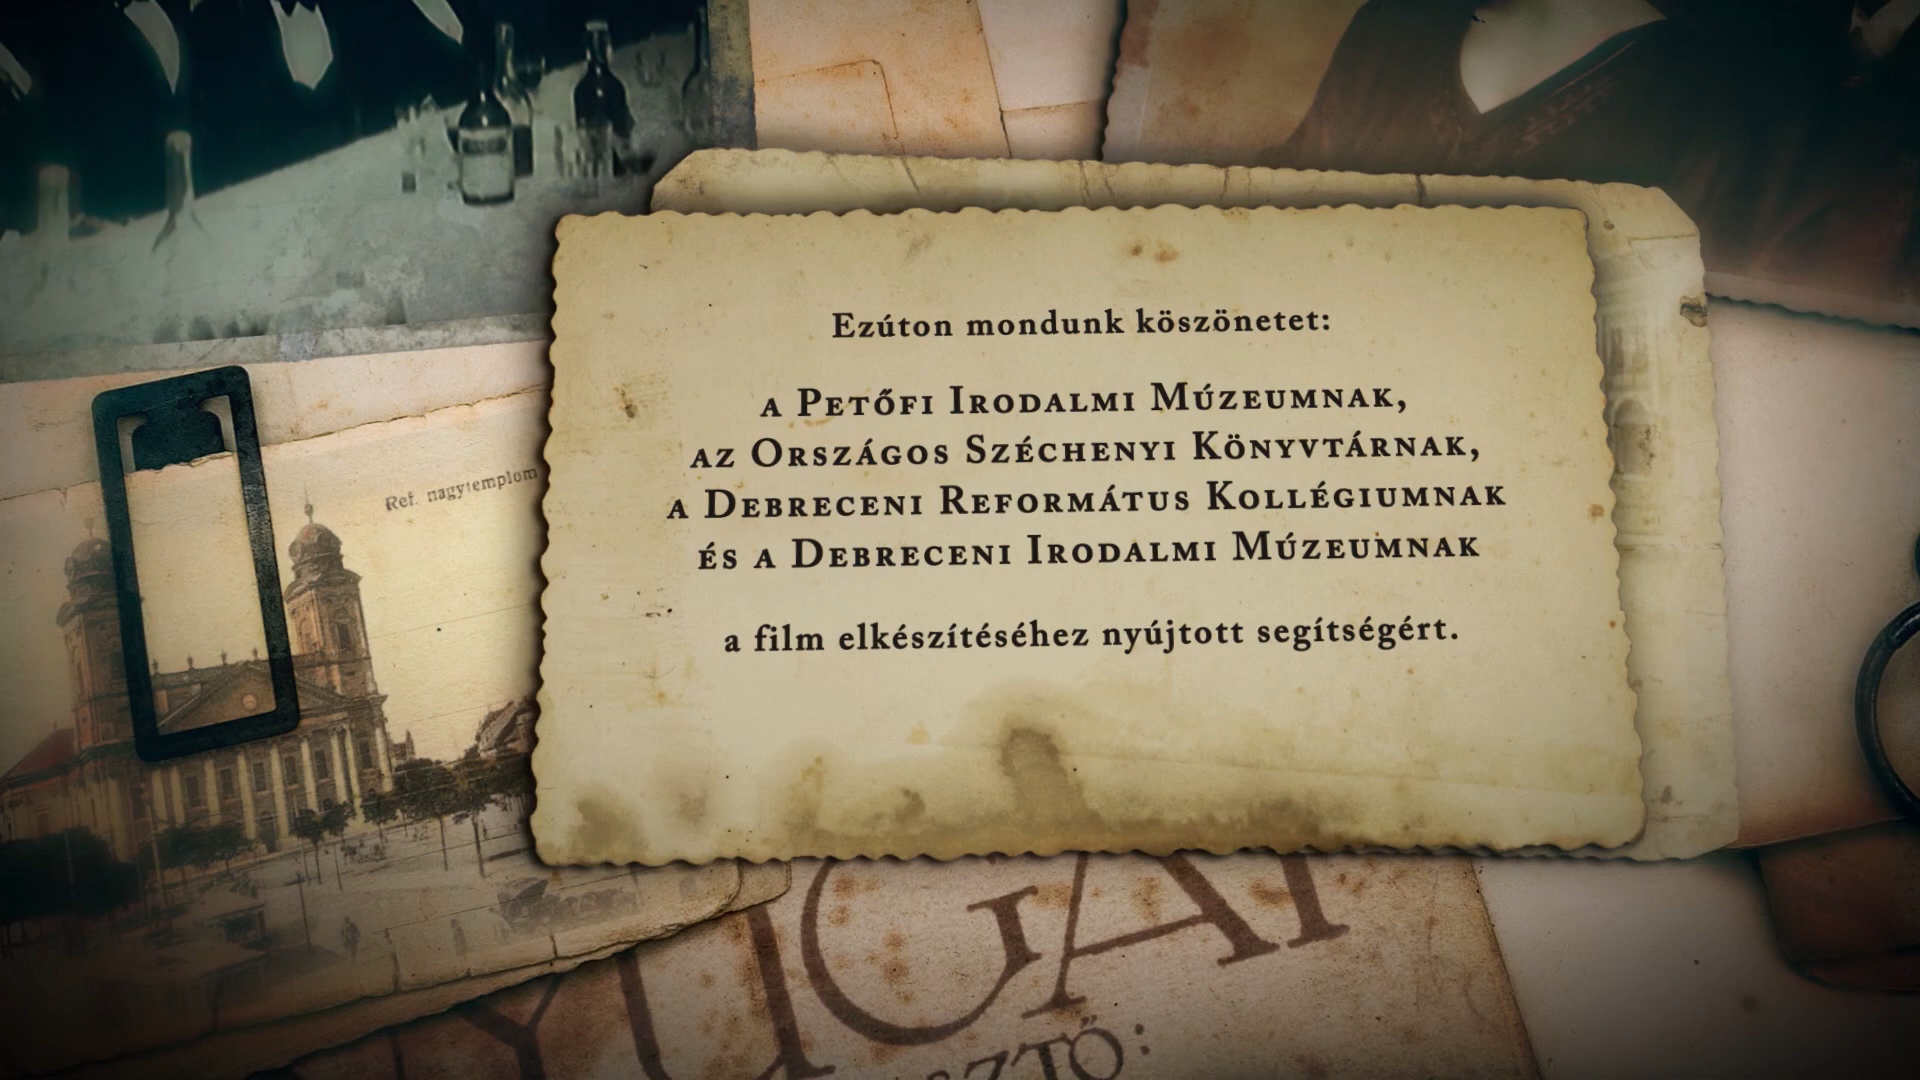 Ezúton mondunk köszönetet:
a Petőfi Irodalmi Múzeumnak,
az Országos Széchenyi Könyvtárnak,
a Debreceni Református Kollégiumnak
és a Debreceni Irodalmi Múzeumnak
a film elkészítéséhez nyújtott segítségért.
Ref. nagytemplom